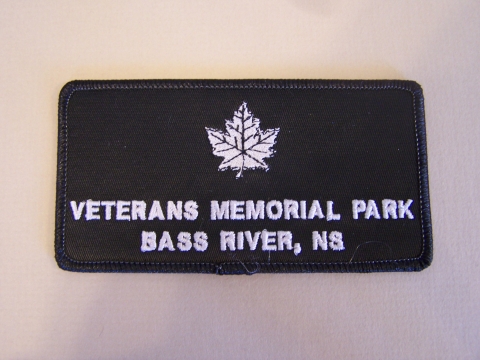 VETERANS MEMORIAL PARK
BASS RIVER, NS